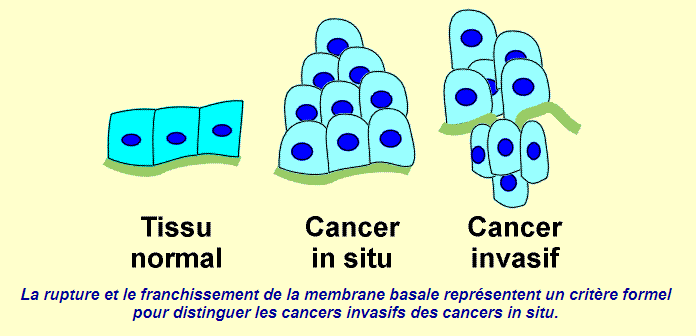 Tissu
normal
Cancer
in situ
Cancer
invasif
La rupture et le franchissement de la membrane basale représentent un critère formel
pour distinguer les cancers invasifs des cancers in situ.